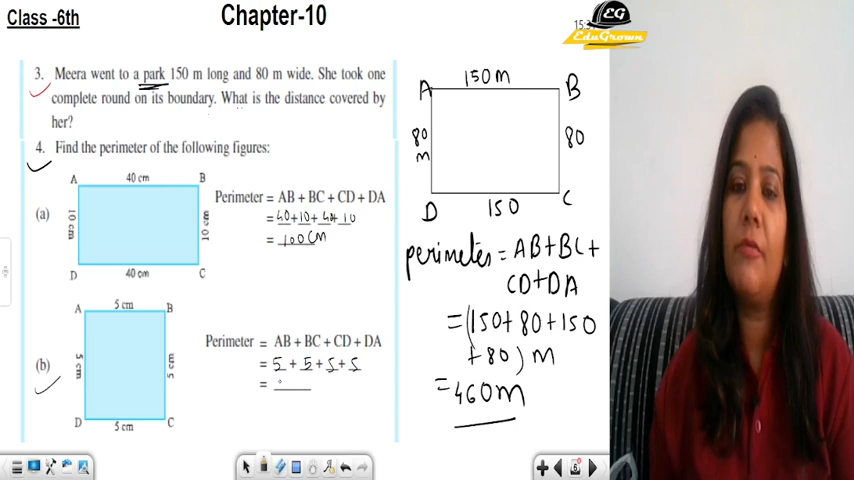 Class -6th
Chapter-10
EG
EduGrown
3. Meera went to a park 150 m long and 80 m wide. She took one
complete round on its boundary. What is the distance covered by
her?
4. Find the perimeter of the following figures:
(a)
A 40 cm B
10 cm 10 cm
D 40 cm C
Perimeter = AB + BC + CD + DA
= 40+10+40+10
= 100 cm
(b)
A 5 cm B
5 cm 5 cm
D 5 cm C
Perimeter = AB + BC + CD + DA
= 5 + 5 + 5 + 5
=
150 m
A B
80 m 80
D 150 C
perimeter = AB+BC+
CD+DA
= (150+80+150
+80) m
= 460m
6